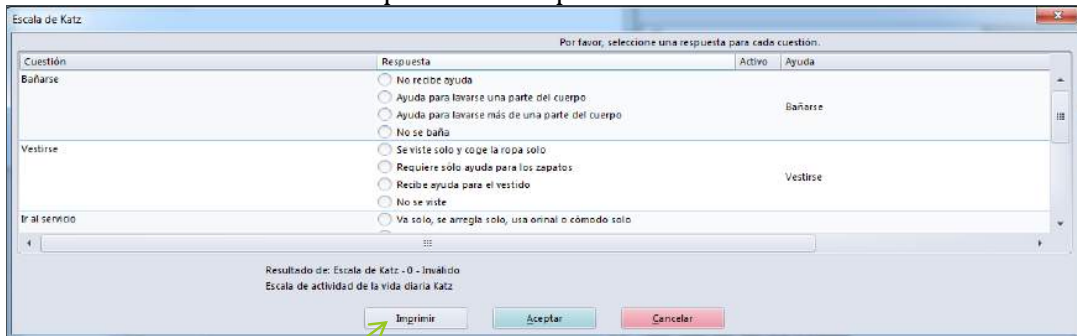 Escala de Katz
Por favor, seleccione una respuesta para cada cuestión.
Cuestión Respuesta Activo Ayuda
Bañarse No recibe ayuda
Ayuda para lavarse una parte del cuerpo
Bañarse
Ayuda para lavarse más de una parte del cuerpo
No se baña
Vestirse Se viste solo y coge la ropa solo
Requiere sólo ayuda para los zapatos
Vestirse
Recibe ayuda para el vestido
No se viste
Ir al servicio Va solo, se arregla solo, usa orinal o cómodo solo
Resultado de: Escala de Katz - 0 - Inválido
Escala de actividad de la vida diaria Katz
Imprimir Aceptar Cancelar